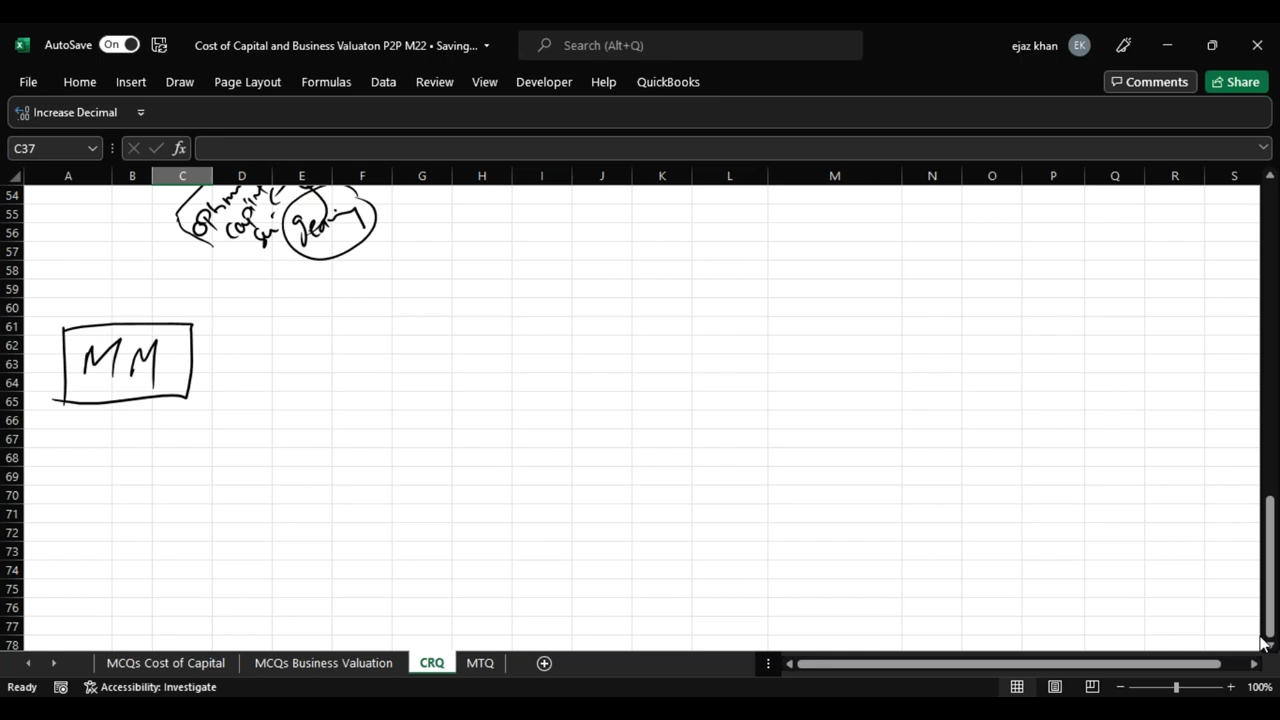 AutoSave On Cost of Capital and Business Valuaton P2P M22 • Saving... Search (Alt+Q) ejaz khan EK
File Home Insert Draw Page Layout Formulas Data Review View Developer Help QuickBooks Comments Share
Increase Decimal
C37 fx
A B C D E F G H I J K L M N O P Q R S
54
55
56
57
58
59
60
61
62
63
64
65
66
67
68
69
70
71
72
73
74
75
76
77
78
gearing
MM
MCQs Cost of Capital MCQs Business Valuation CRQ MTQ
Ready Accessibility: Investigate 100%